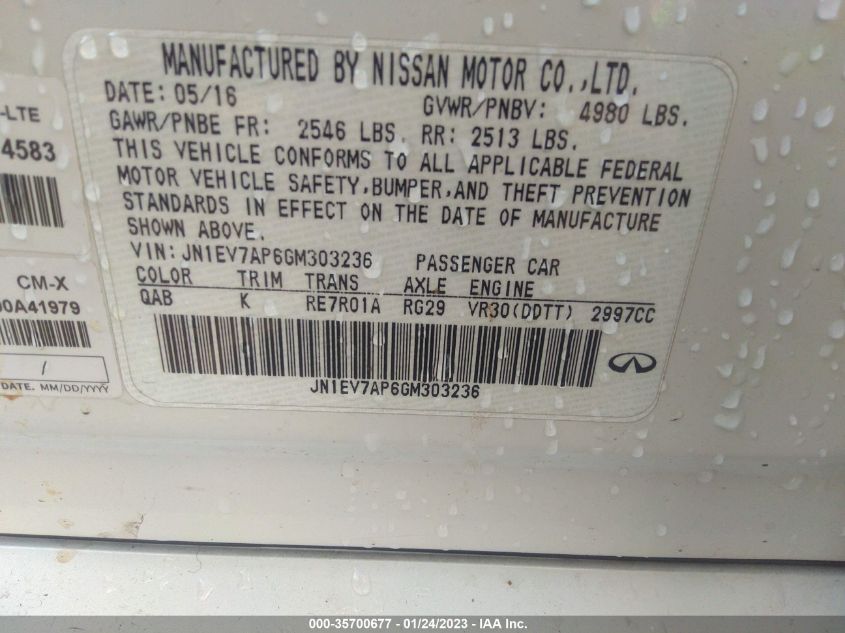 MANUFACTURED BY NISSAN MOTOR CO.,LTD.
DATE: 05/16 GVWR/PNBV: 4980 LBS.
GAWR/PNBE FR: 2546 LBS. RR: 2513 LBS.
THIS VEHICLE CONFORMS TO ALL APPLICABLE FEDERAL
MOTOR VEHICLE SAFETY,BUMPER,AND THEFT PREVENTION
STANDARDS IN EFFECT ON THE DATE OF MANUFACTURE
SHOWN ABOVE.
VIN: JN1EV7AP6GM303236 PASSENGER CAR
COLOR TRIM TRANS AXLE ENGINE
QAB K RE7R01A RG29 VR30(DDTT) 2997CC
JN1EV7AP6GM303236
-LTE
4583
CM-X
00A41979
/
DATE. MM/DD/YYYY
000-35700677 - 01/24/2023 - IAA Inc.